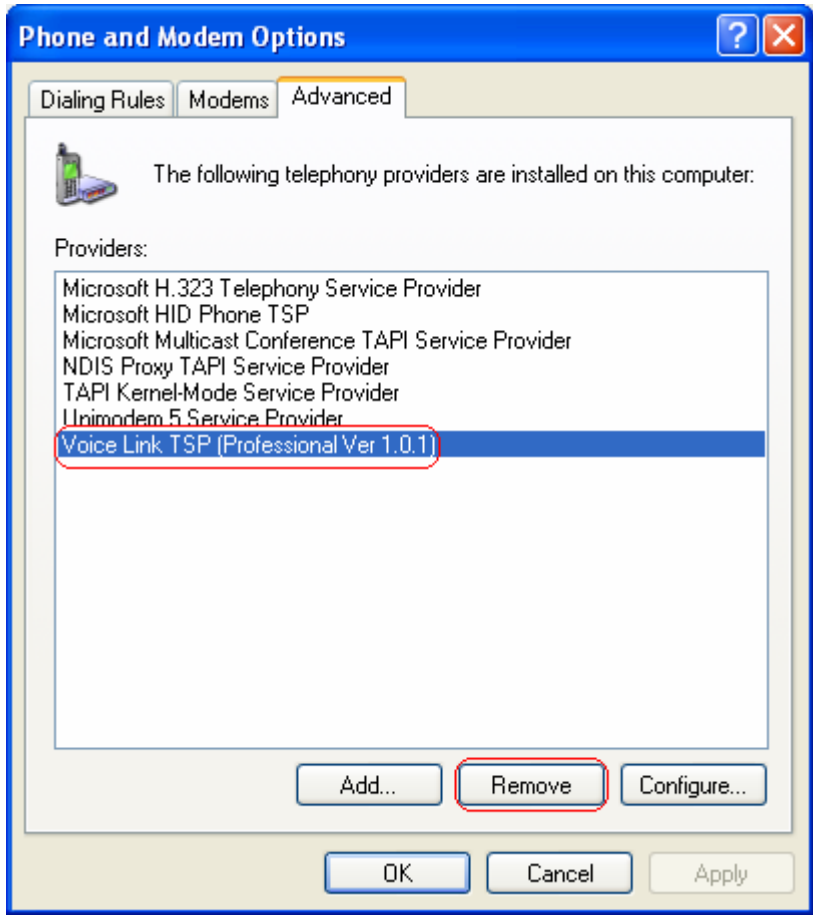 Phone and Modem Options
Dialing Rules Modems Advanced
The following telephony providers are installed on this computer:
Providers:
Microsoft H.323 Telephony Service Provider
Microsoft HID Phone TSP
Microsoft Multicast Conference TAPI Service Provider
NDIS Proxy TAPI Service Provider
TAPI Kernel-Mode Service Provider
Unimodem 5 Service Provider
Voice Link TSP (Professional Ver 1.0.1)
Add... Remove Configure...
OK Cancel Apply